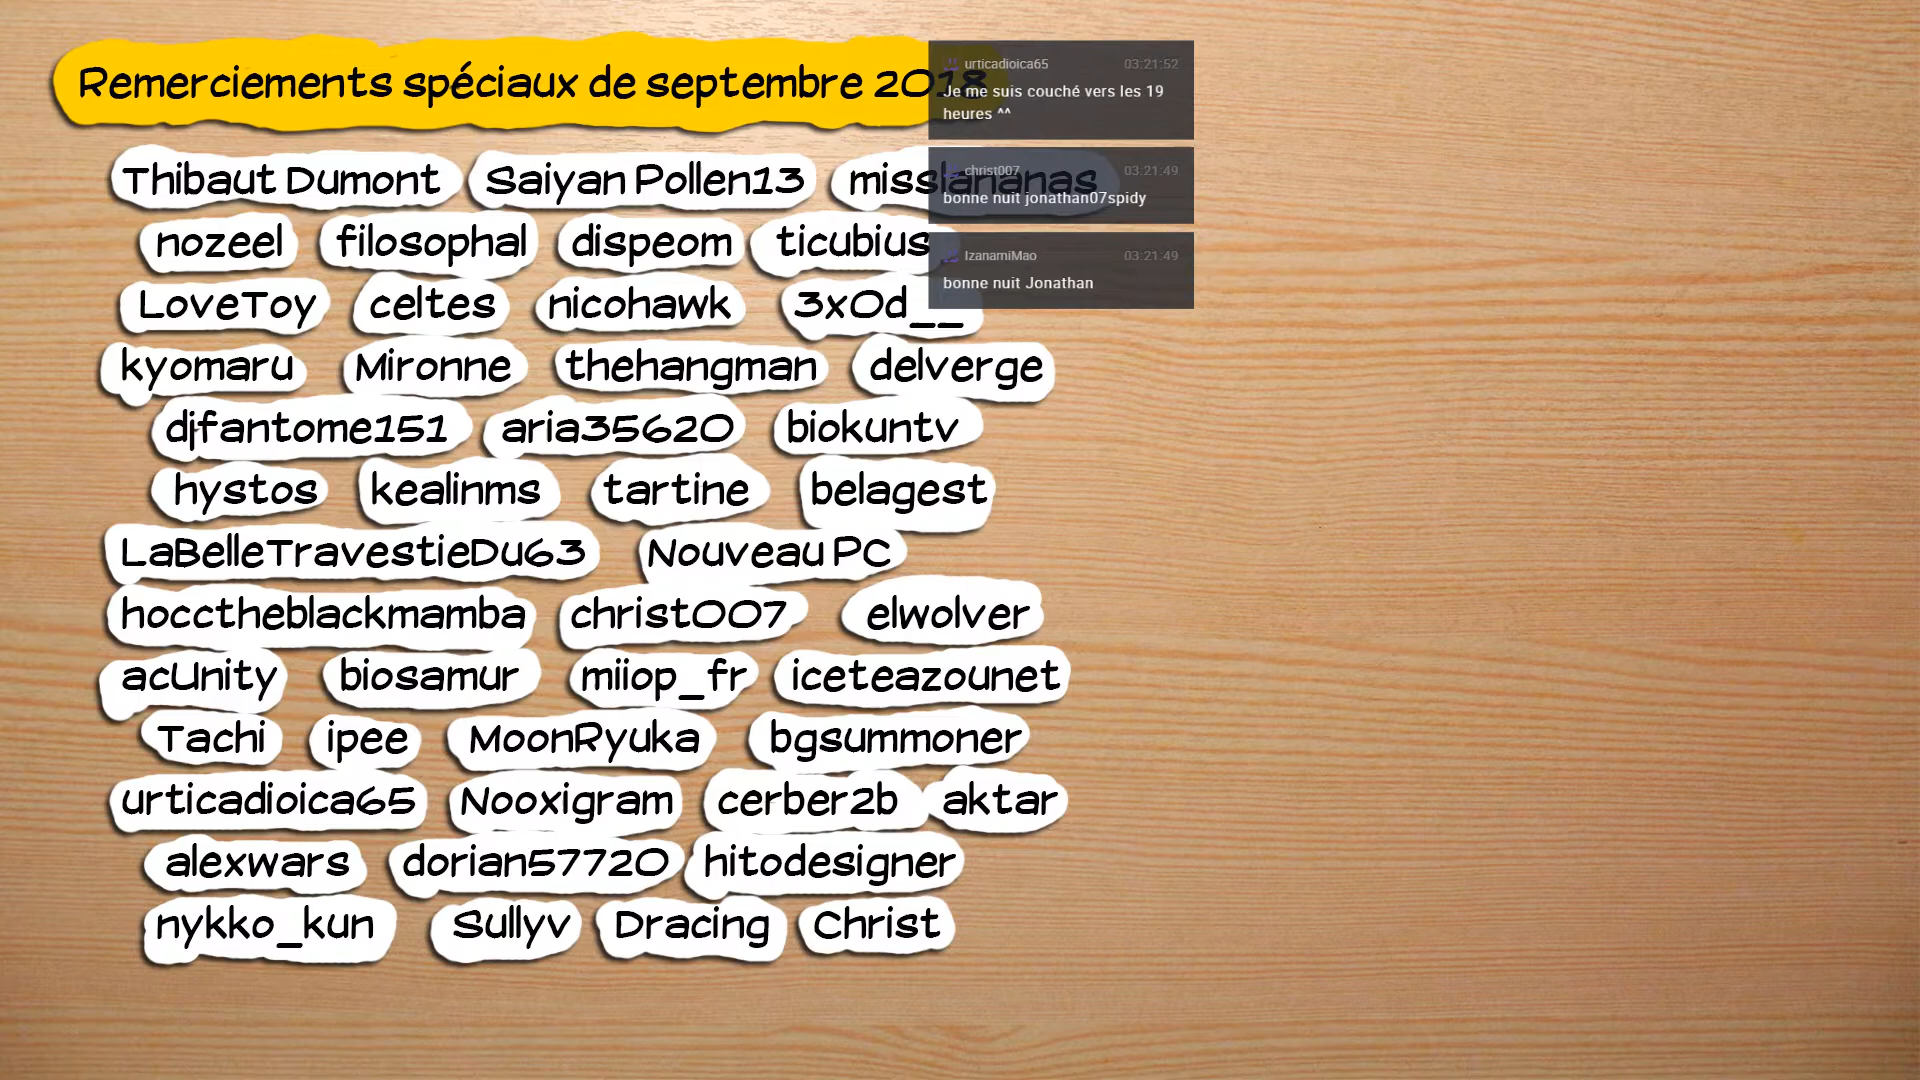 Remerciements spéciaux de septembre 2018
Thibaut Dumont Saiyan Pollen13 misslananas
nozeel filosophal dispeom ticubius
LoveToy celtes nicohawk 3x0d__
kyomaru Mironne thehangman delverge
djfantome151 aria35620 biokuntv
hystos kealinms tartine belagest
LaBelleTravestieDu63 Nouveau PC
hocctheblackmamba christ007 elwolver
acUnity biosamur miiop_fr iceteazounet
Tachi ipee MoonRyuka bgsummoner
urticadioica65 Nooxigram cerber2b aktar
alexwars dorian57720 hitodesigner
nykko_kun Sullyv Dracing Christ
urticadioica65 03:21:52
Je me suis couché vers les 19
heures ^^
christ007 03:21:49
bonne nuit jonathan07spidy
IzanamiMao 03:21:49
bonne nuit Jonathan